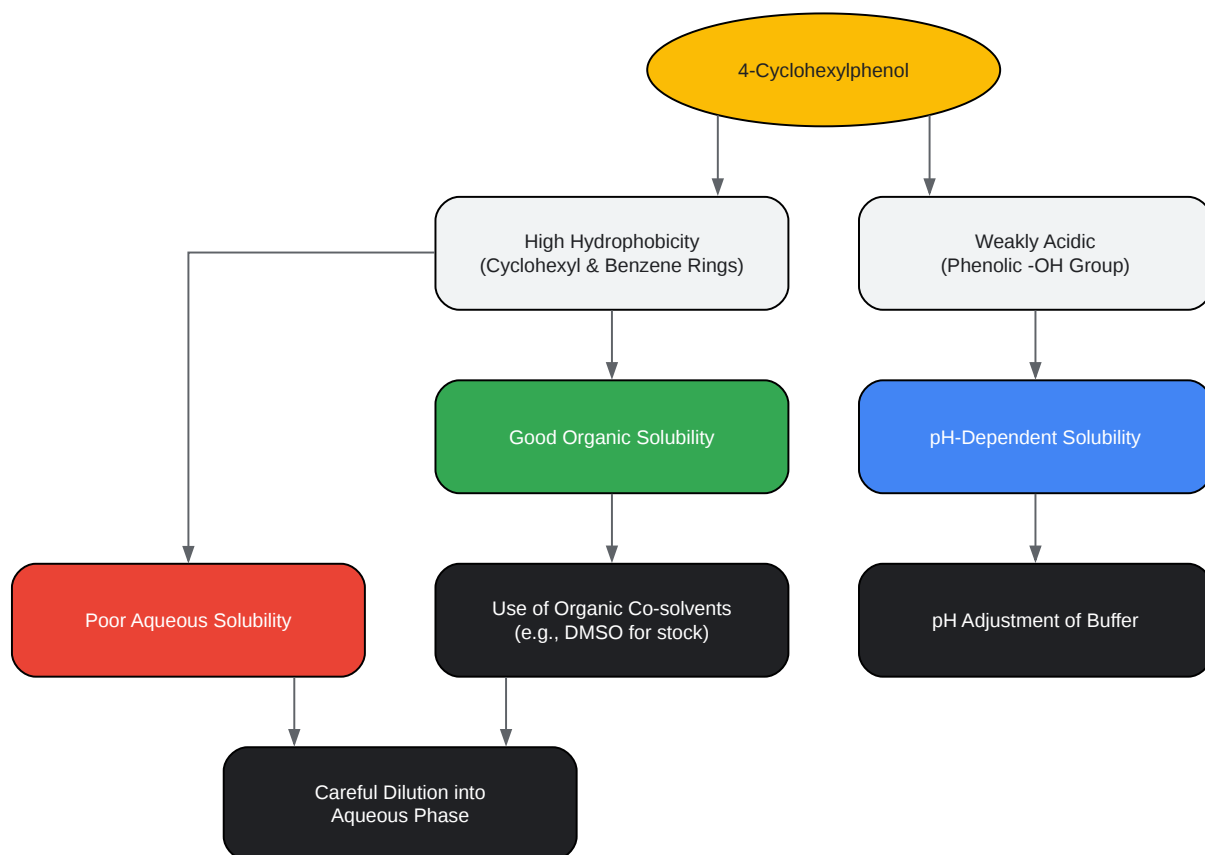 4-Cyclohexylphenol
High Hydrophobicity
(Cyclohexyl & Benzene Rings)
Weakly Acidic
(Phenolic -OH Group)
Good Organic Solubility
pH-Dependent Solubility
Poor Aqueous Solubility
Use of Organic Co-solvents
(e.g., DMSO for stock)
pH Adjustment of Buffer
Careful Dilution into
Aqueous Phase